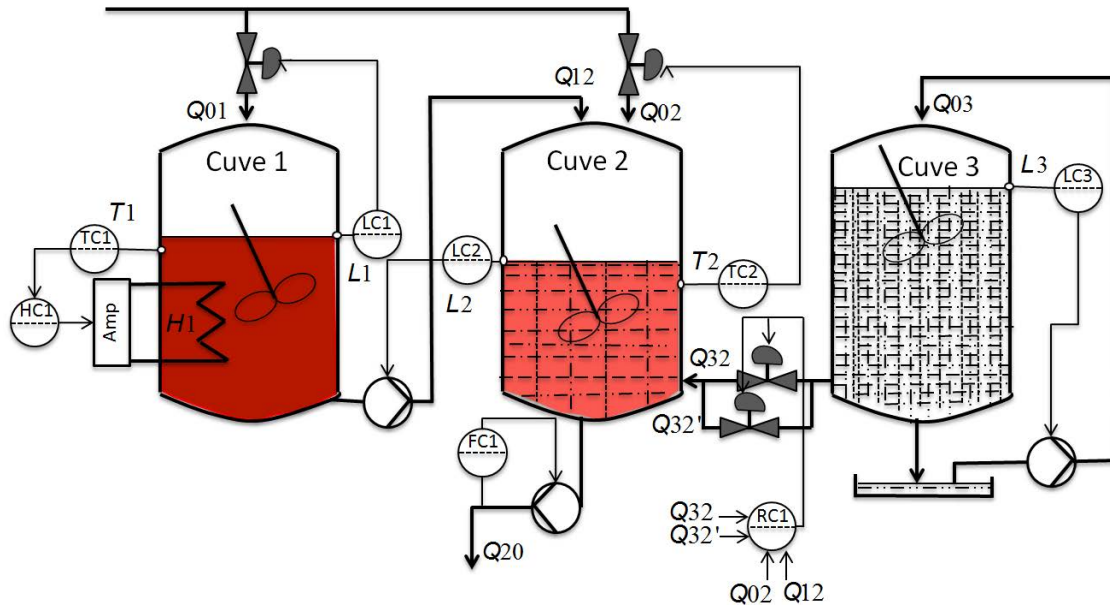 Q12
Q01
Q02
Q03
Cuve 1
Cuve 2
Cuve 3
L3
LC3
T1
TC1
LC1
L1
LC2
L2
T2
TC2
HC1
Amp
H1
Q32
Q32'
FC1
Q20
Q32
Q32'
RC1
Q02
Q12